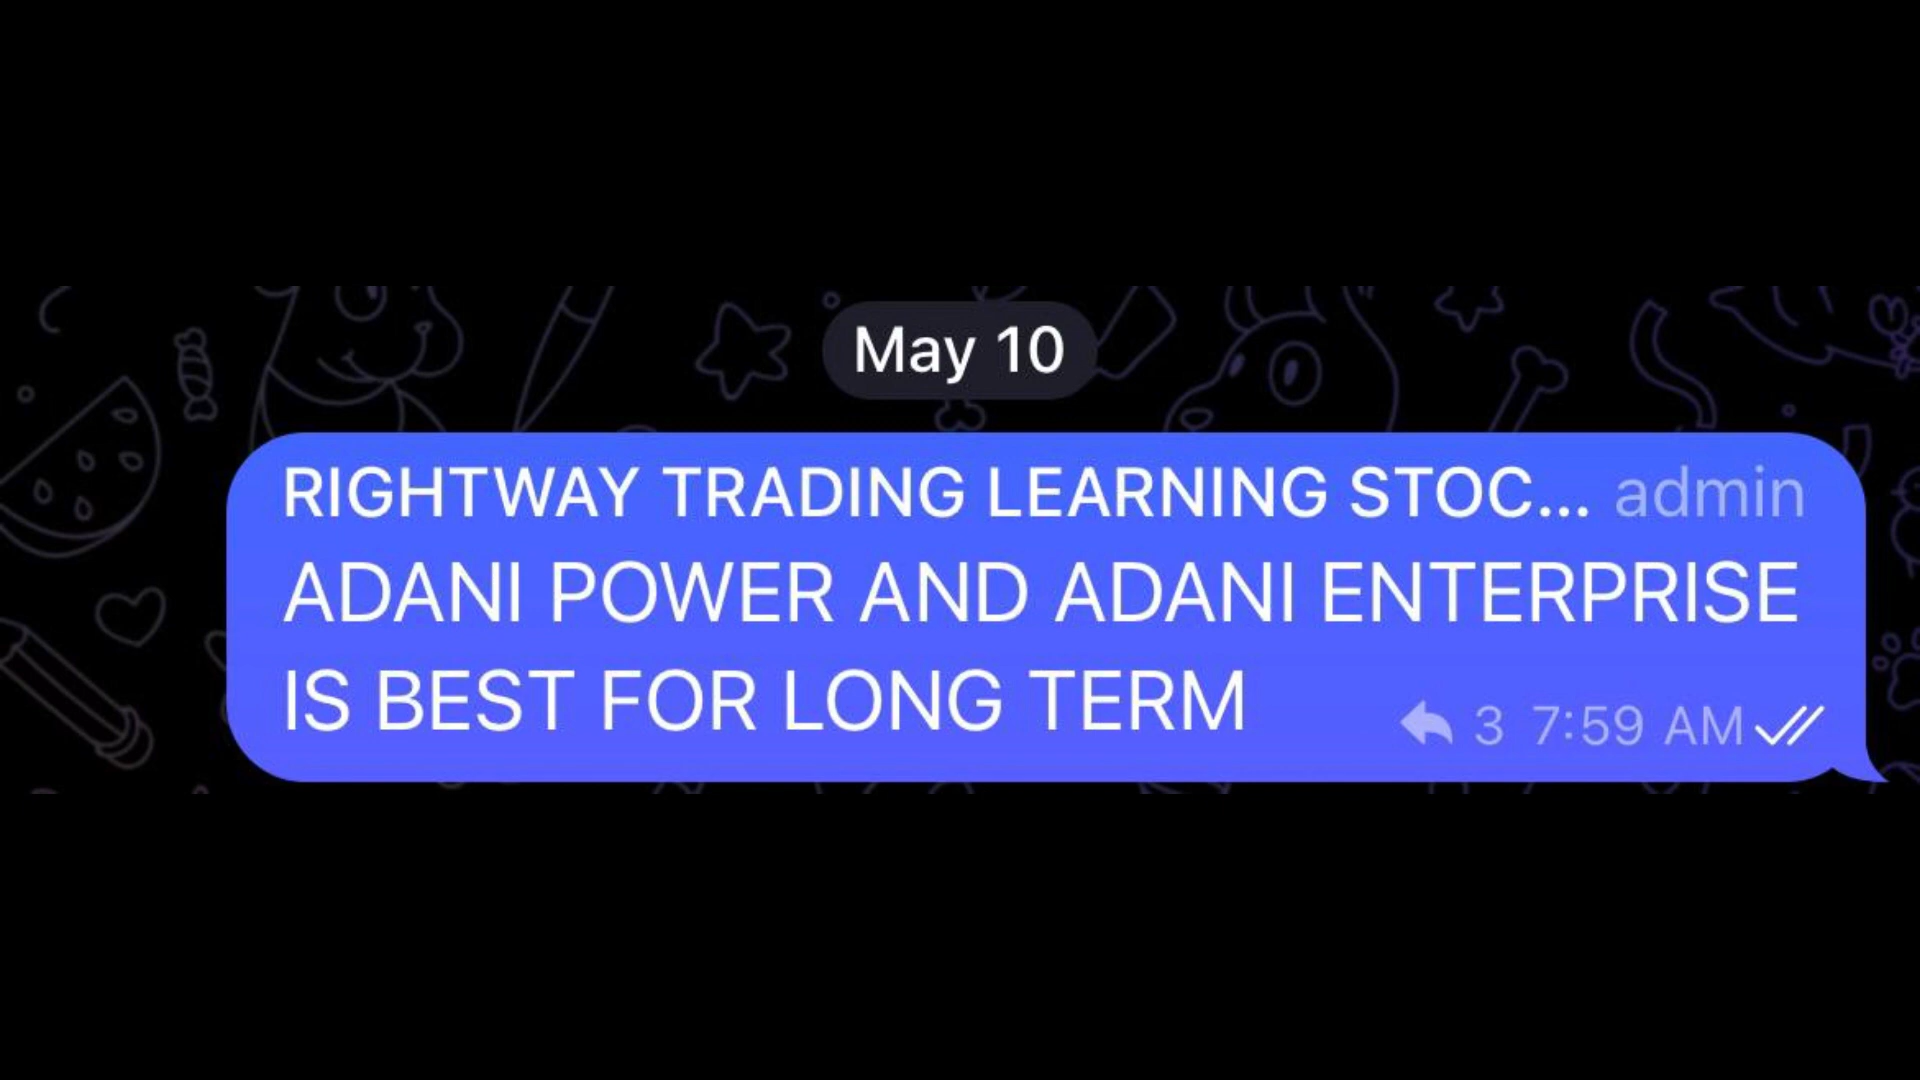 May 10
RIGHTWAY TRADING LEARNING STOC... admin
ADANI POWER AND ADANI ENTERPRISE
IS BEST FOR LONG TERM
3 7:59 AM